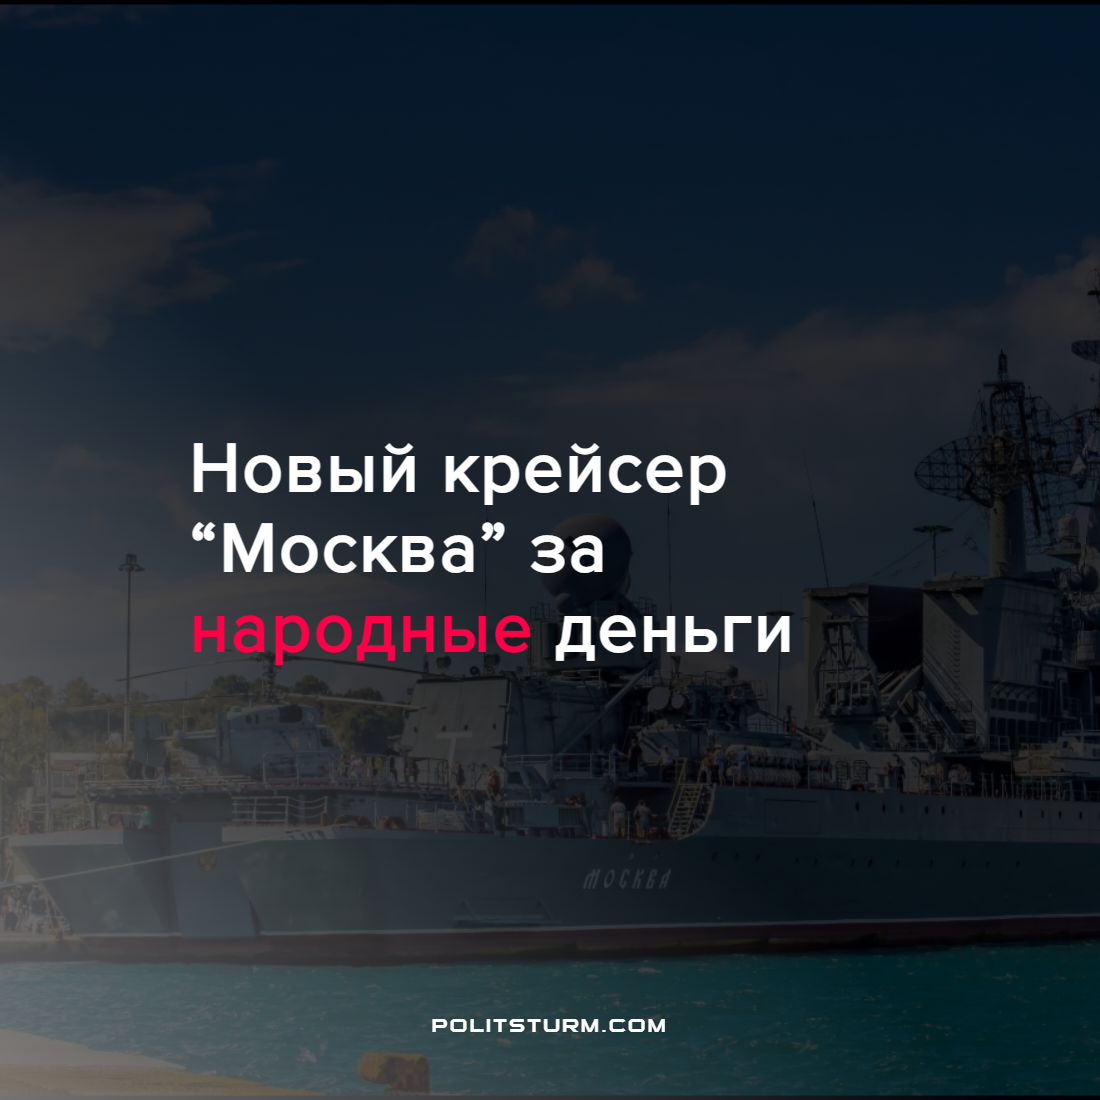 Новый крейсер
“Москва” за
народные деньги
МОСКВА
POLITSTURM.COM